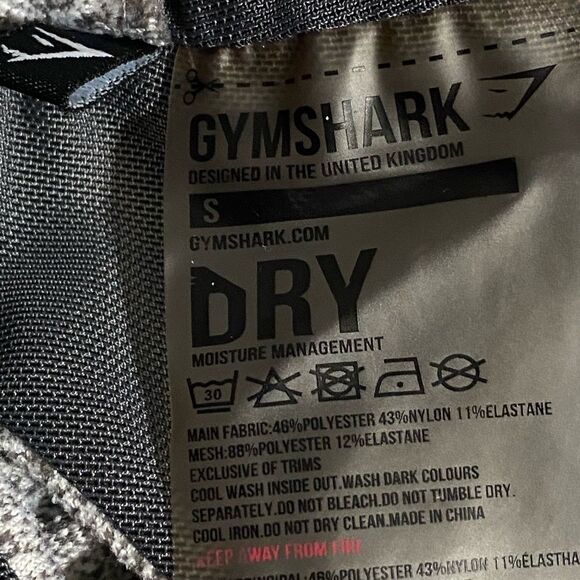 GYMSHARK
DESIGNED IN THE UNITED KINGDOM
S
GYMSHARK.COM
DRY
MOISTURE MANAGEMENT
30
MAIN FABRIC:46%POLYESTER 43%NYLON 11%ELASTANE
MESH:88%POLYESTER 12%ELASTANE
EXCLUSIVE OF TRIMS
COOL WASH INSIDE OUT.WASH DARK COLOURS
SEPARATELY.DO NOT BLEACH.DO NOT TUMBLE DRY.
COOL IRON.DO NOT DRY CLEAN.MADE IN CHINA
KEEP AWAY FROM FIRE
:46%POLYESTER 43%NYLON 11%ELASTHA